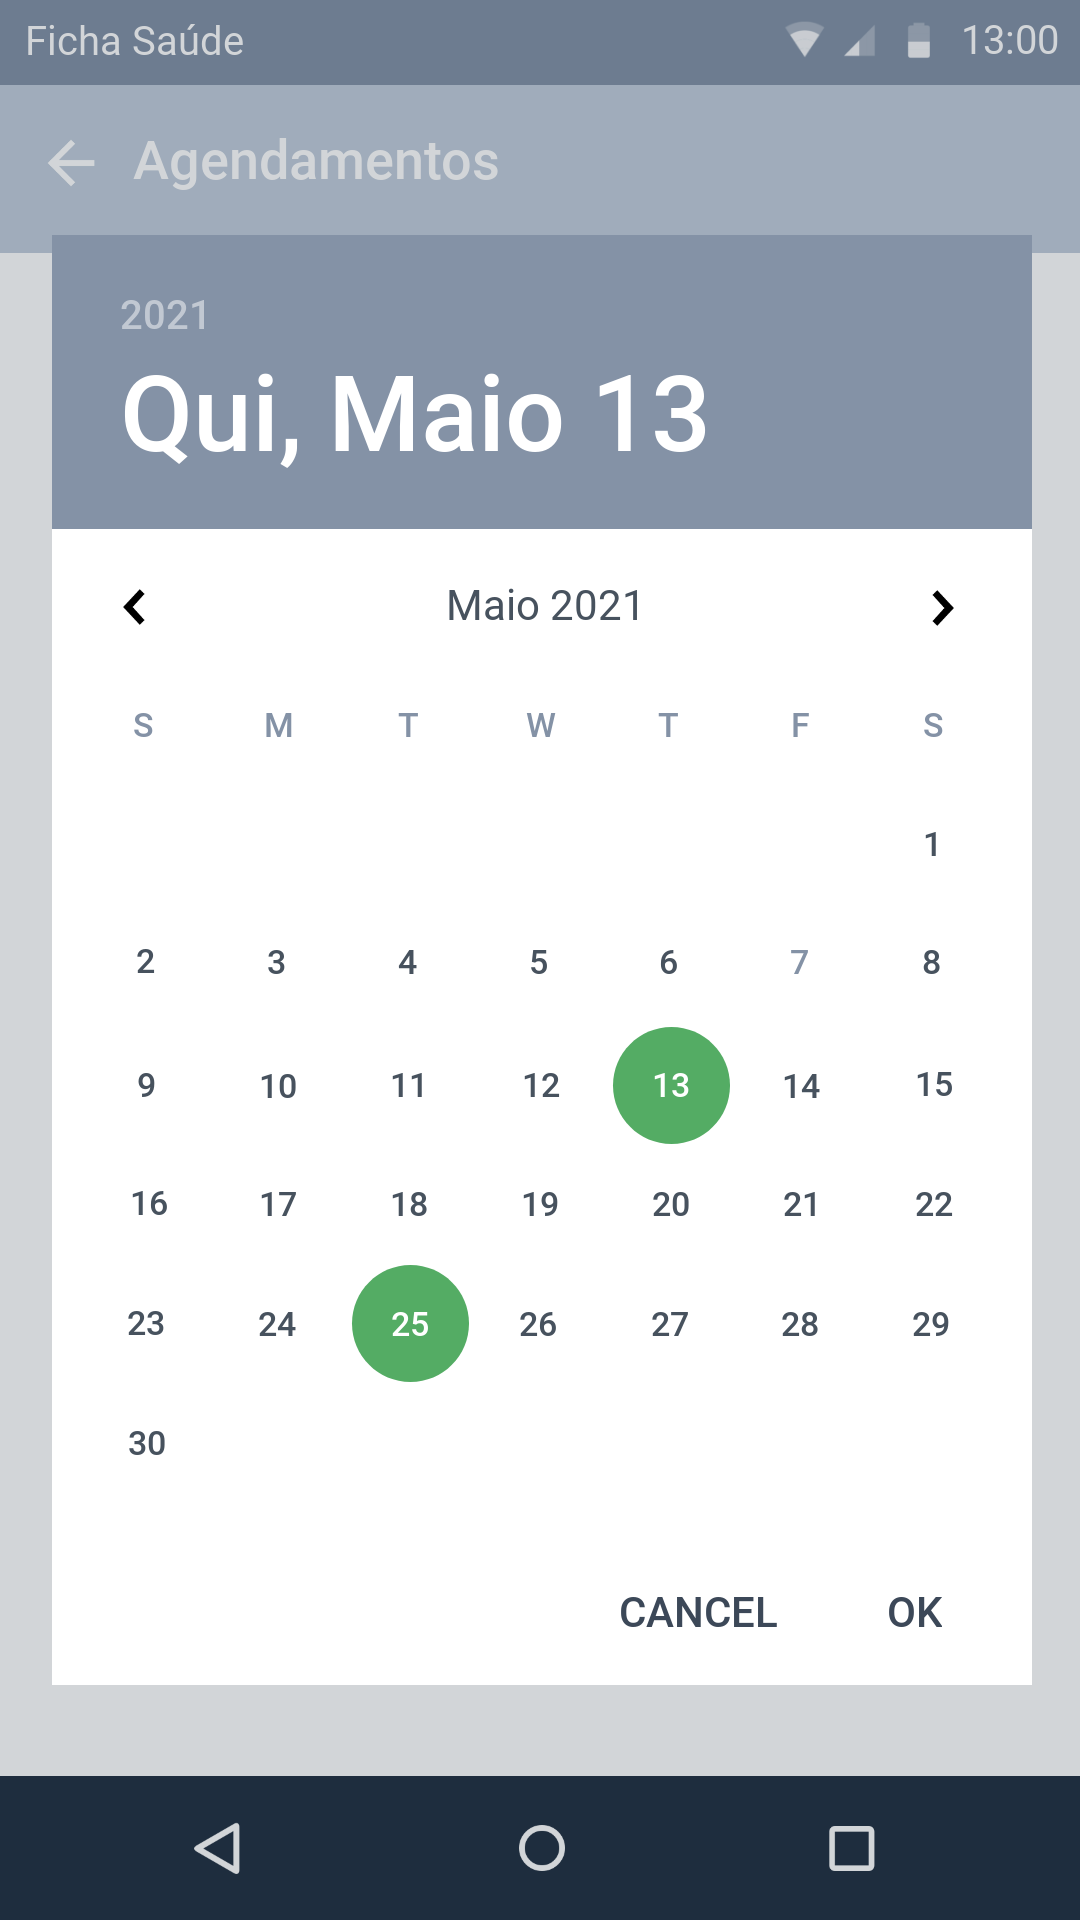 Ficha Saúde 13:00
Agendamentos
2021
Qui, Maio 13
Maio 2021
S M T W T F S
1
2 3 4 5 6 7 8
9 10 11 12 13 14 15
16 17 18 19 20 21 22
23 24 25 26 27 28 29
30
CANCEL OK